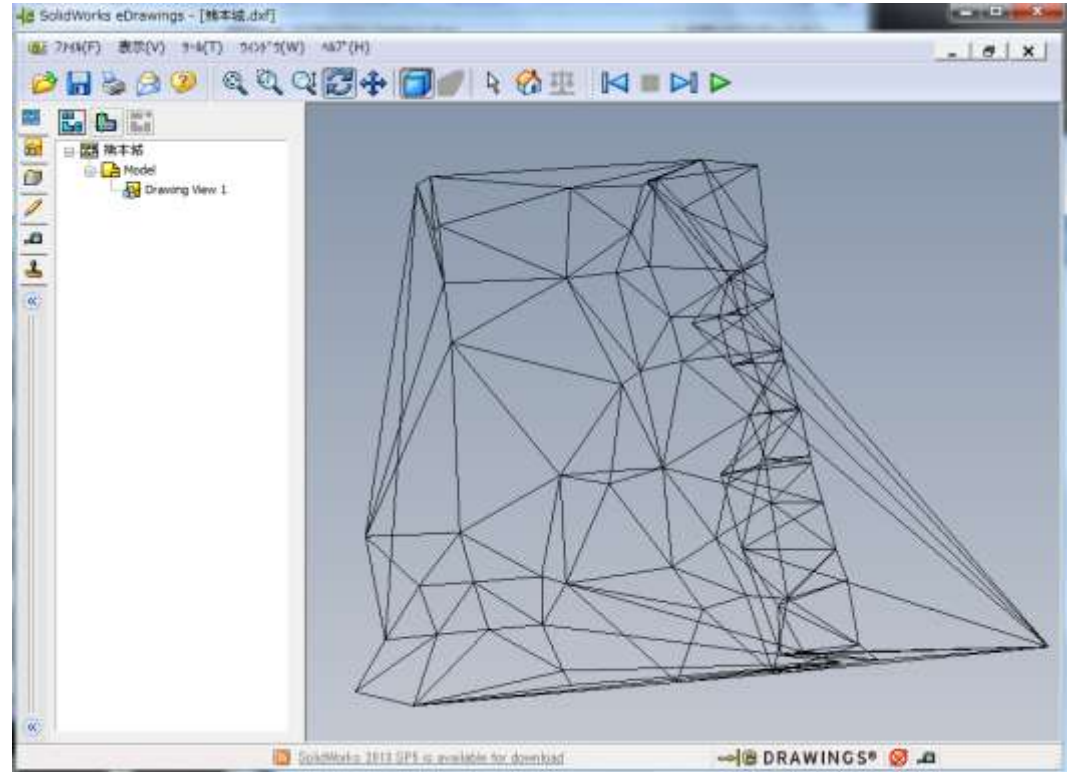 SolidWorks eDrawings - [熊本城.dxf]
ﾌｧｲﾙ(F) 表示(V) ﾂｰﾙ(T) ｳｨﾝﾄﾞｳ(W) ﾍﾙﾌﾟ(H)
熊本城
Model
Drawing View 1
SolidWorks 2013 SP5 is available for download
DRAWINGS®